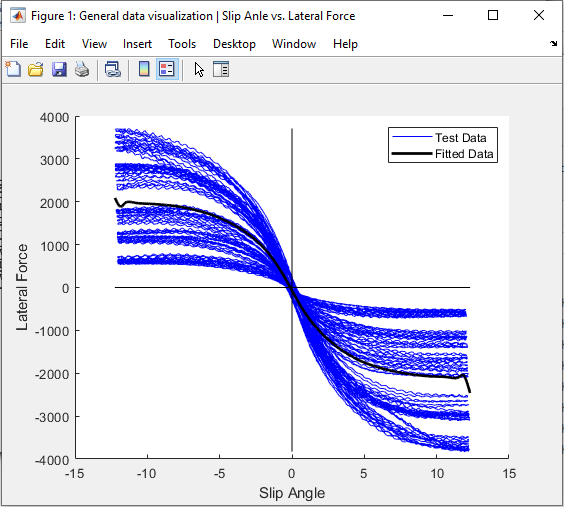 Figure 1: General data visualization | Slip Anle vs. Lateral Force
File Edit View Insert Tools Desktop Window Help
4000
3000
2000
1000
0
-1000
-2000
-3000
-4000
Lateral Force
Test Data
Fitted Data
-15 -10 -5 0 5 10 15
Slip Angle